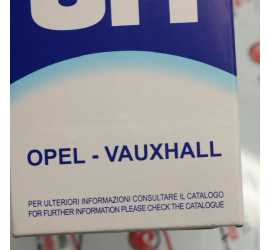 OPEL - VAUXHALL
PER ULTERIORI INFORMAZIONI CONSULTARE IL CATALOGO
FOR FURTHER INFORMATION PLEASE CHECK THE CATALOGUE